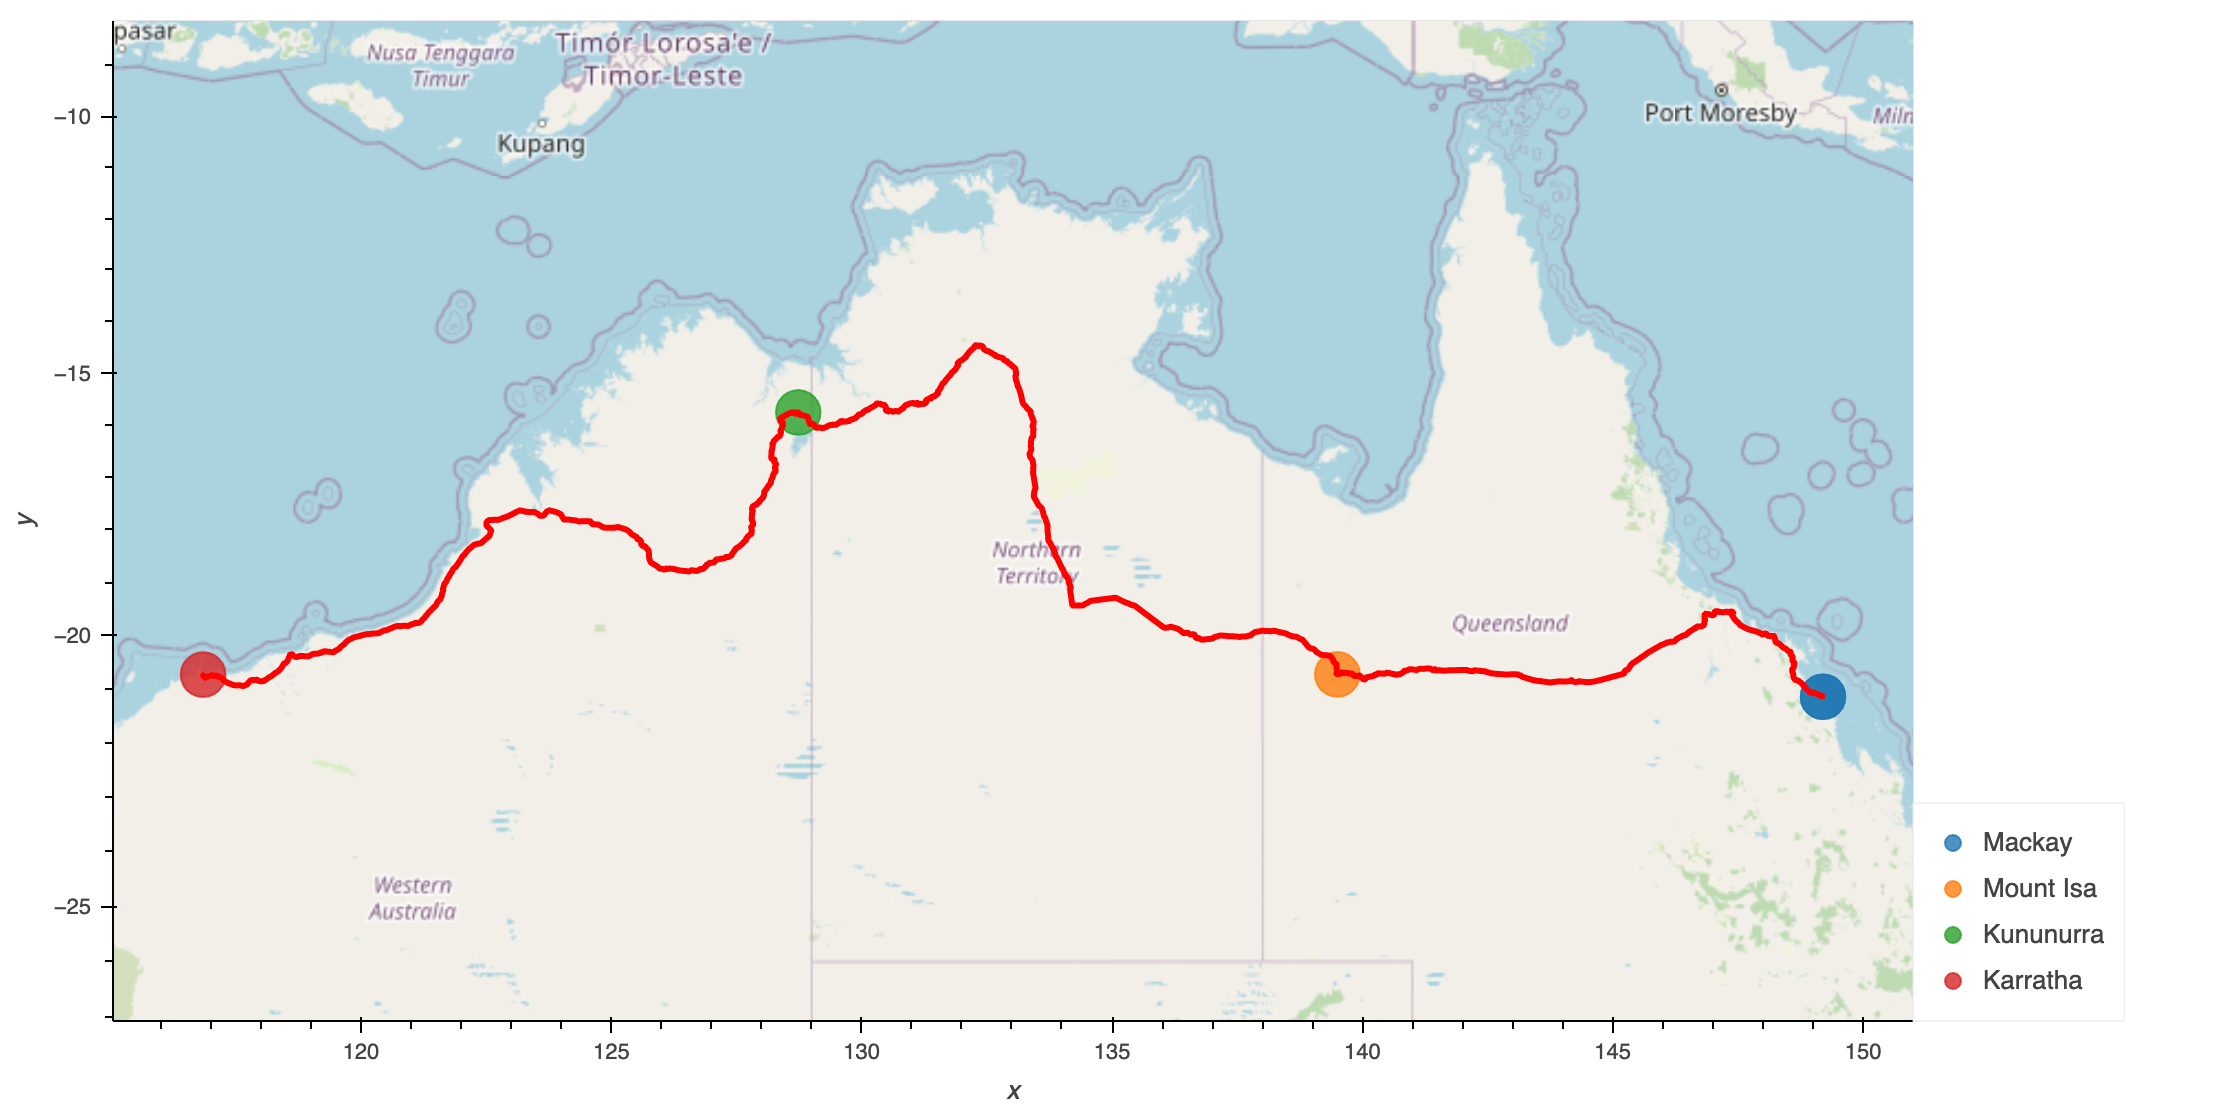 pasar
Nusa Tenggara
Timur
Timór Lorosa'e /
Timor-Leste
Kupang
Port Moresby
Miln
Northern
Territory
Queensland
Western
Australia
−10
−15
−20
−25
y
120
125
130
135
140
145
150
x
Mackay
Mount Isa
Kununurra
Karratha